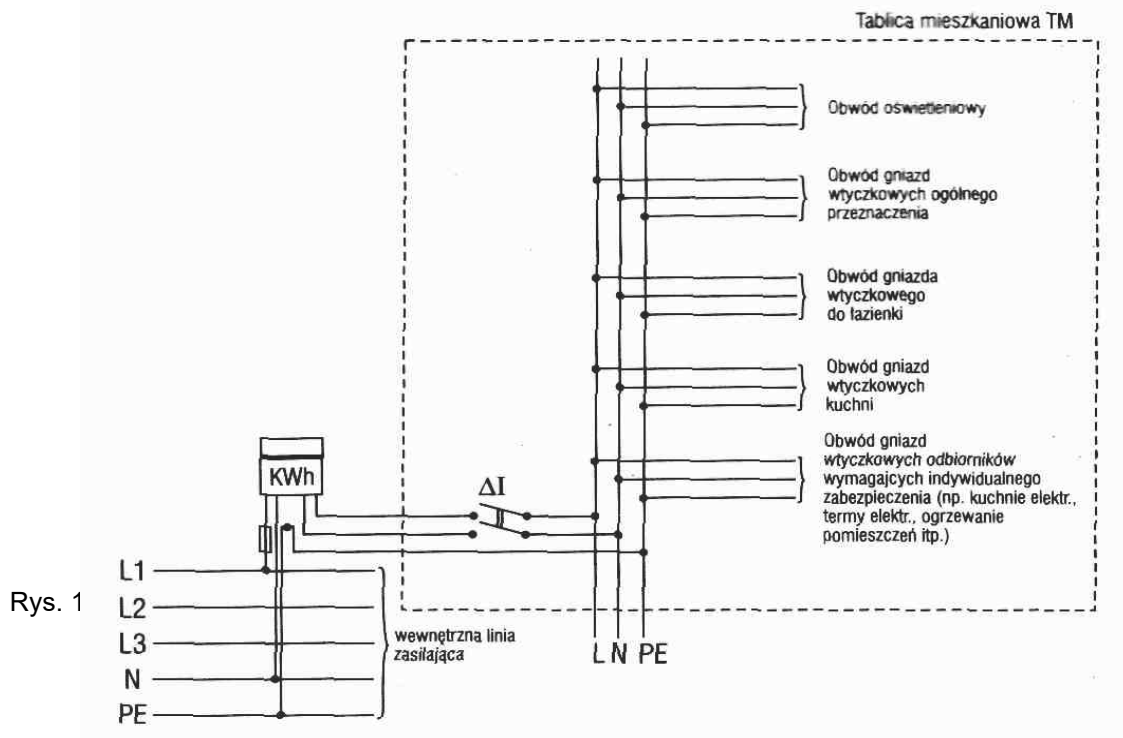 Tablica mieszkaniowa TM
Obwód oświetleniowy
Obwód gniazd
wtyczkowych ogólnego
przeznaczenia
Obwód gniazda
wtyczkowego
do łazienki
Obwód gniazd
wtyczkowych
kuchni
Obwód gniazd
wtyczkowych odbiorników
wymagajcych indywidualnego
zabezpieczenia (np. kuchnie elektr.,
termy elektr., ogrzewanie
pomieszczeń itp.)
KWh
ΔI
L1
Rys. 1
L2
L3
N
PE
wewnętrzna linia
zasilająca
L N PE